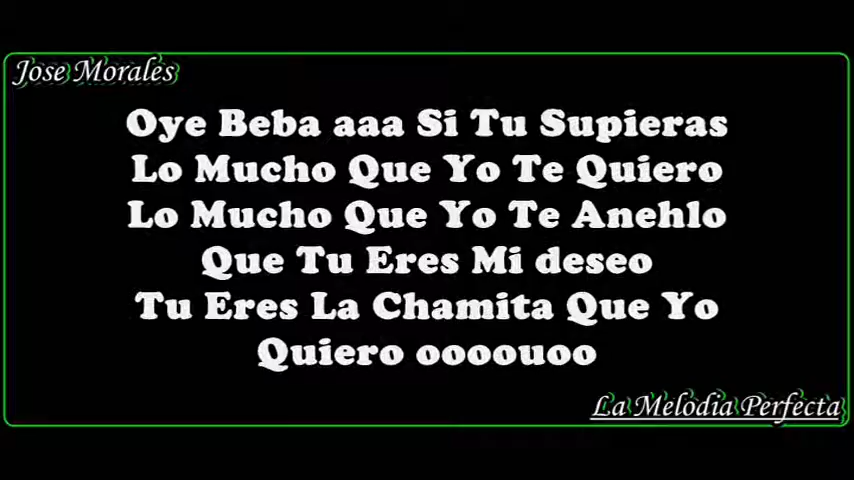 Jose Morales
Oye Beba aaa Si Tu Supieras
Lo Mucho Que Yo Te Quiero
Lo Mucho Que Yo Te Anehlo
Que Tu Eres Mi deseo
Tu Eres La Chamita Que Yo
Quiero oooouoo
La Melodia Perfecta